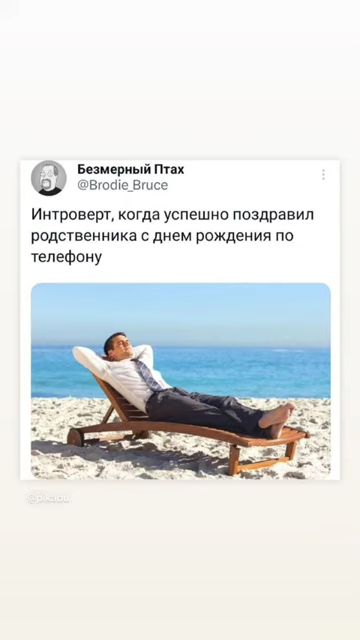 Безмерный Птах
@Brodie_Bruce
Интроверт, когда успешно поздравил
родственника с днем рождения по
телефону